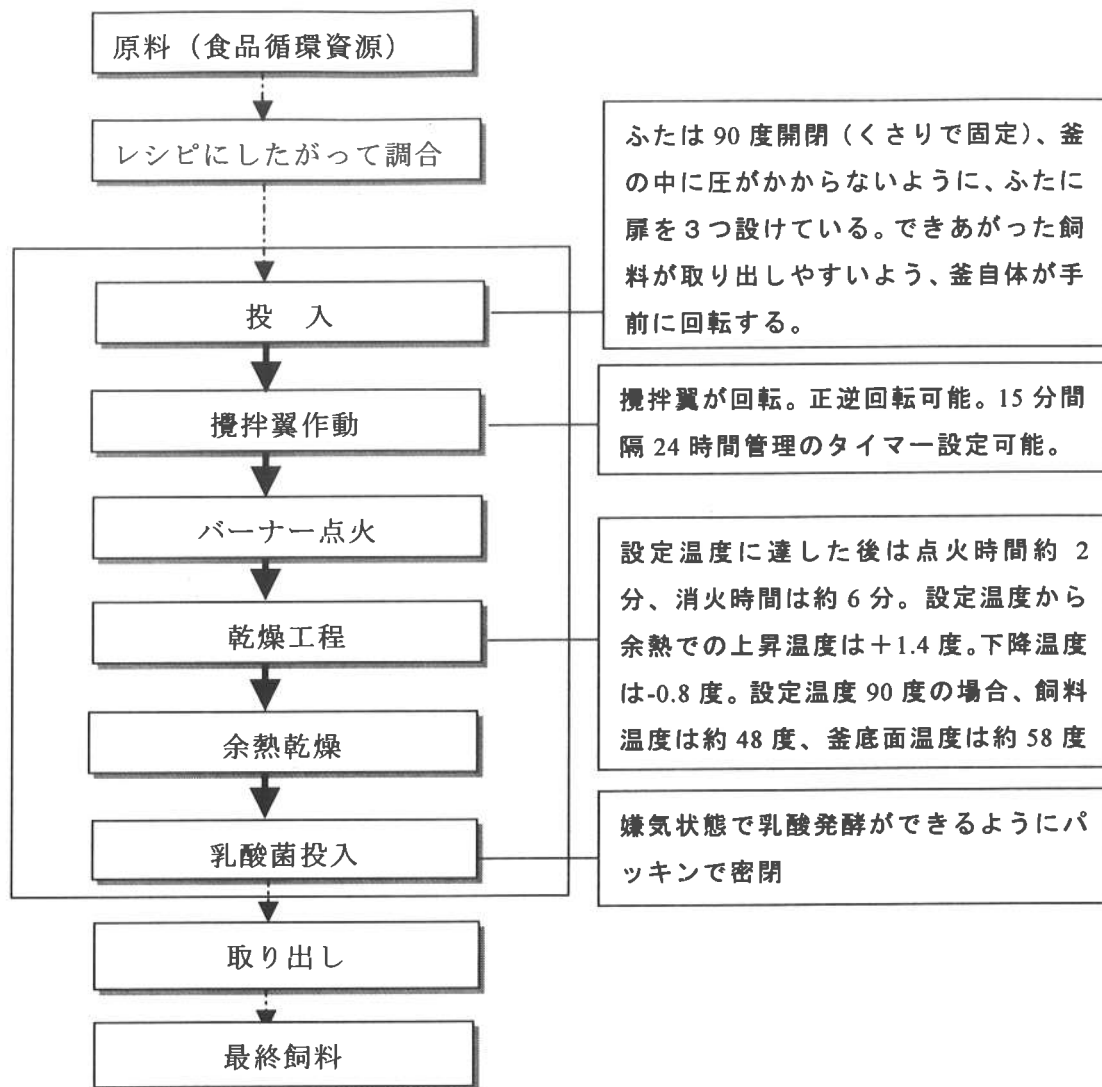 原料（食品循環資源）
レシピにしたがって調合
投　入
攪拌翼作動
バーナー点火
乾燥工程
余熱乾燥
乳酸菌投入
取り出し
最終飼料
ふたは 90 度開閉（くさりで固定）、釜
の中に圧がかからないように、ふたに
扉を３つ設けている。できあがった飼
料が取り出しやすいよう、釜自体が手
前に回転する。
攪拌翼が回転。正逆回転可能。15 分間
隔 24 時間管理のタイマー設定可能。
設定温度に達した後は点火時間約 2
分、消火時間は約 6 分。設定温度から
余熱での上昇温度は＋1.4 度。下降温度
は-0.8 度。設定温度 90 度の場合、飼料
温度は約 48 度、釜底面温度は約 58 度
嫌気状態で乳酸発酵ができるようにパ
ッキンで密閉